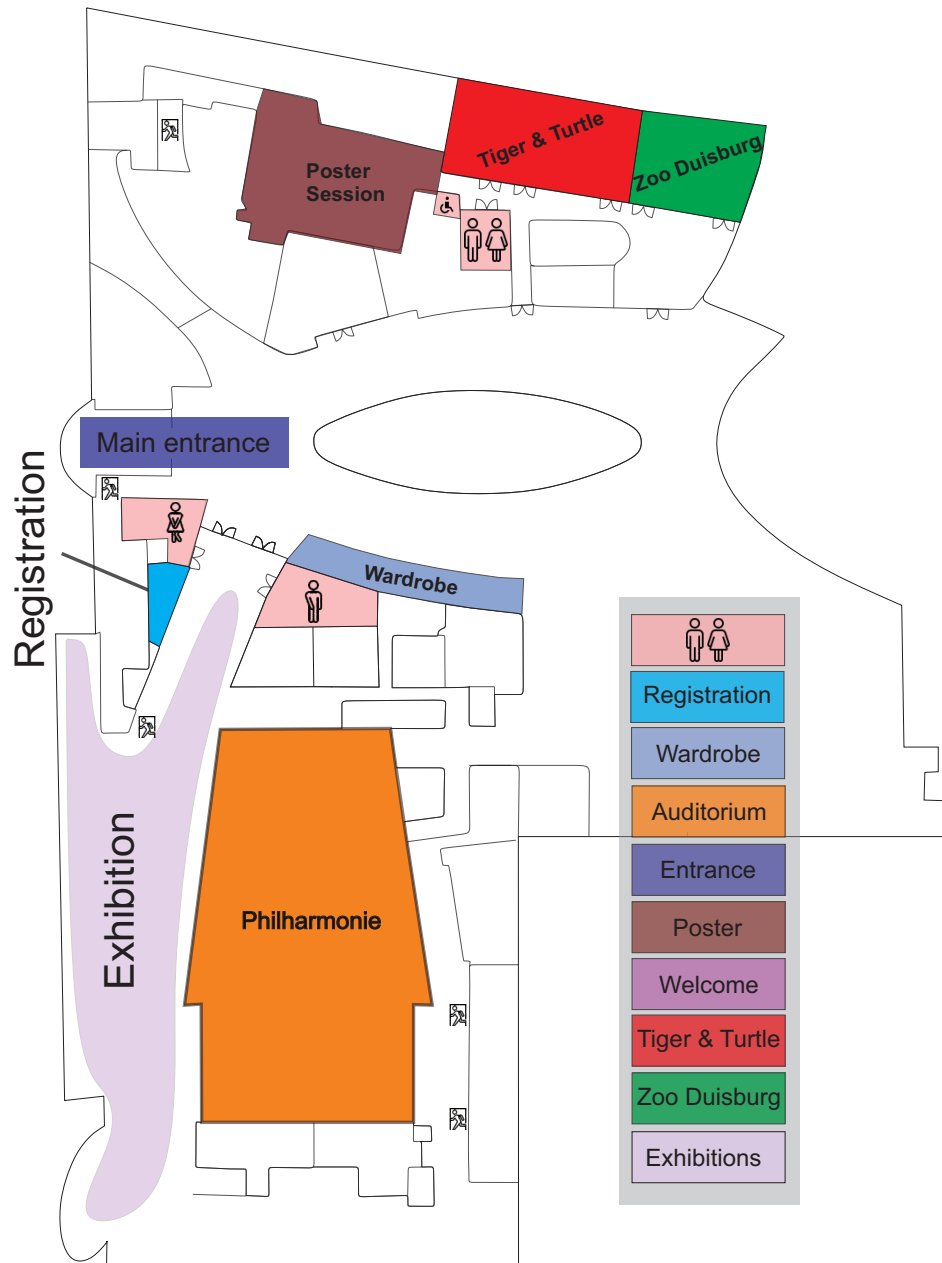 Tiger & Turtle
Zoo Duisburg
Poster
Session
Main entrance
Registration
Wardrobe
Exhibition
Philharmonie
Registration
Wardrobe
Auditorium
Entrance
Poster
Welcome
Tiger & Turtle
Zoo Duisburg
Exhibitions